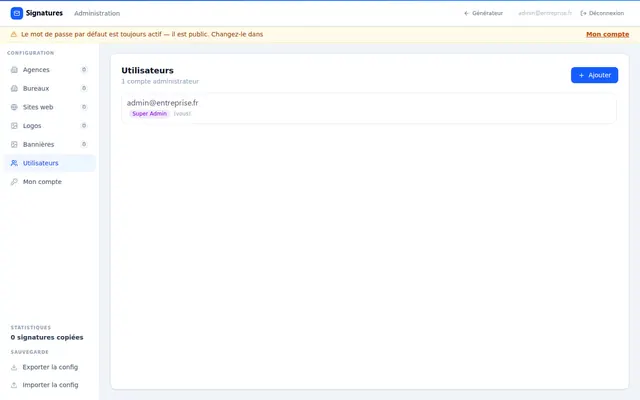 Signatures
Administration
Générateur
admin@entreprise.fr
Déconnexion
Le mot de passe par défaut est toujours actif — il est public. Changez-le dans
Mon compte
CONFIGURATION
Agences 0
Bureaux 0
Sites web 0
Logos 0
Bannières 0
Utilisateurs
Mon compte
STATISTIQUES
0 signatures copiées
SAUVEGARDE
Exporter la config
Importer la config
Utilisateurs
1 compte administrateur
+ Ajouter
admin@entreprise.fr
Super Admin (vous)